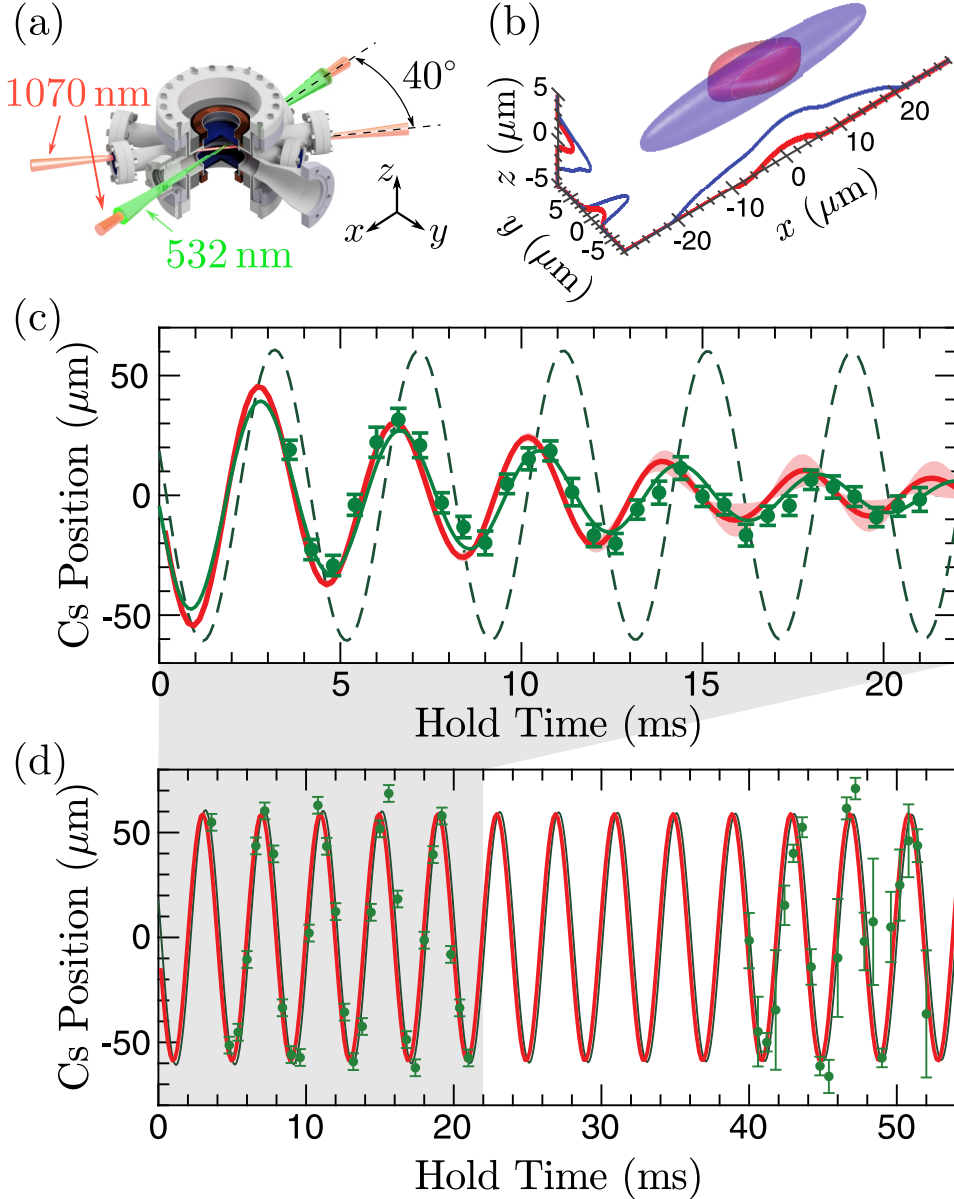 (a)
1070 nm
40°
532 nm
z
x
y
(b)
5
0
-5
z (μm)
5
0
-5
y (μm)
-20
-10
0
10
20
x (μm)
(c)
50
0
-50
Cs Position (μm)
0 5 10 15 20
Hold Time (ms)
(d)
50
0
-50
Cs Position (μm)
0 10 20 30 40 50
Hold Time (ms)